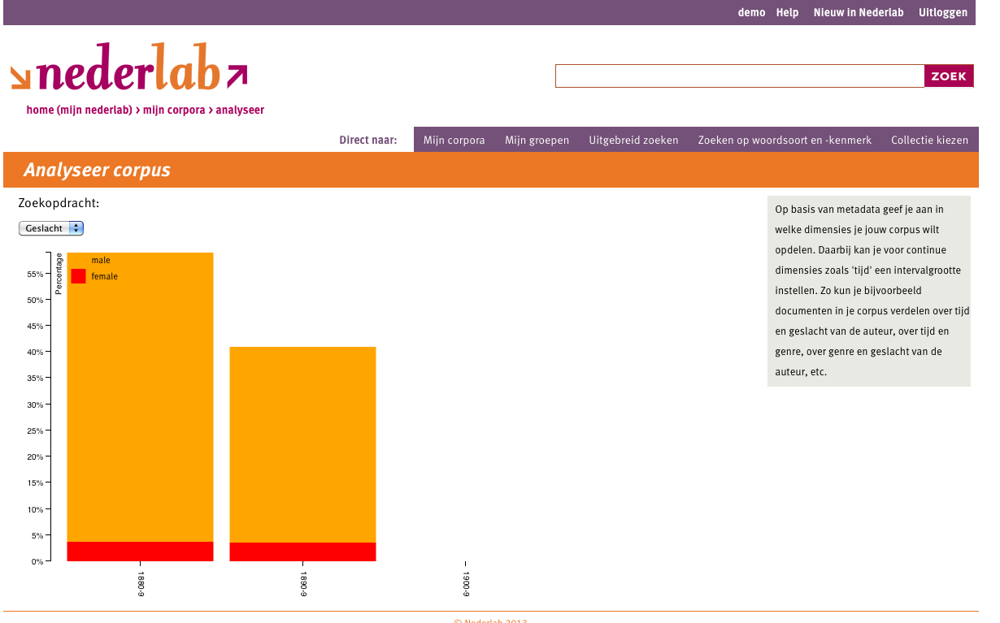 demo Help Nieuw in Nederlab Uitloggen
nederlab
ZOEK
home (mijn nederlab) > mijn corpora > analyseer
Direct naar: Mijn corpora Mijn groepen Uitgebreid zoeken Zoeken op woordsoort en -kenmerk Collectie kiezen
Analyseer corpus
Zoekopdracht:
Geslacht
Percentage
male
female
55%
50%
45%
40%
35%
30%
25%
20%
15%
10%
5%
0%
1880-9
1890-9
1900-9
Op basis van metadata geef je aan in
welke dimensies je jouw corpus wilt
opdelen. Daarbij kan je voor continue
dimensies zoals 'tijd' een intervalgrootte
instellen. Zo kun je bijvoorbeeld
documenten in je corpus verdelen over tijd
en geslacht van de auteur, over tijd en
genre, over genre en geslacht van de
auteur, etc.
© Nederlab 2013